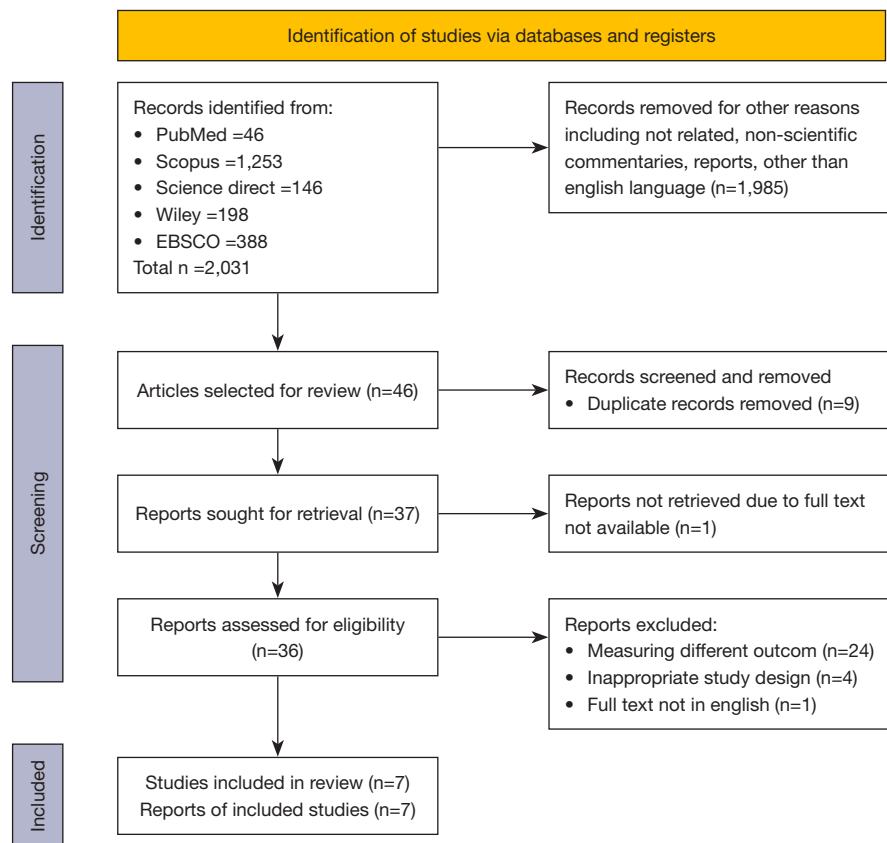 Identification of studies via databases and registers
Identification
Records identified from:
• PubMed =46
• Scopus =1,253
• Science direct =146
• Wiley =198
• EBSCO =388
Total n =2,031
Records removed for other reasons
including not related, non-scientific
commentaries, reports, other than
english language (n=1,985)
Screening
Articles selected for review (n=46)
Records screened and removed
• Duplicate records removed (n=9)
Reports sought for retrieval (n=37)
Reports not retrieved due to full text
not available (n=1)
Reports assessed for eligibility
(n=36)
Reports excluded:
• Measuring different outcom (n=24)
• Inappropriate study design (n=4)
• Full text not in english (n=1)
Included
Studies included in review (n=7)
Reports of included studies (n=7)